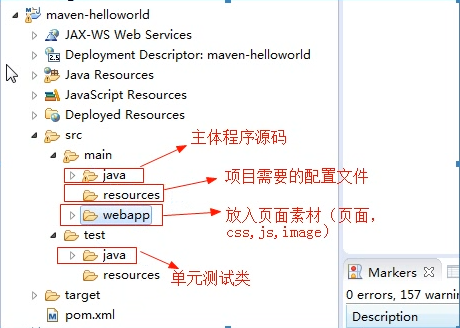 maven-helloworld
JAX-WS Web Services
Deployment Descriptor: maven-helloworld
Java Resources
JavaScript Resources
Deployed Resources
src
主体程序源码
main
java
项目需要的配置文件
resources
webapp
放入页面素材（页面，
css,js,image）
test
java
单元测试类
resources
target
pom.xml
Markers
0 errors, 157 warnin
Description